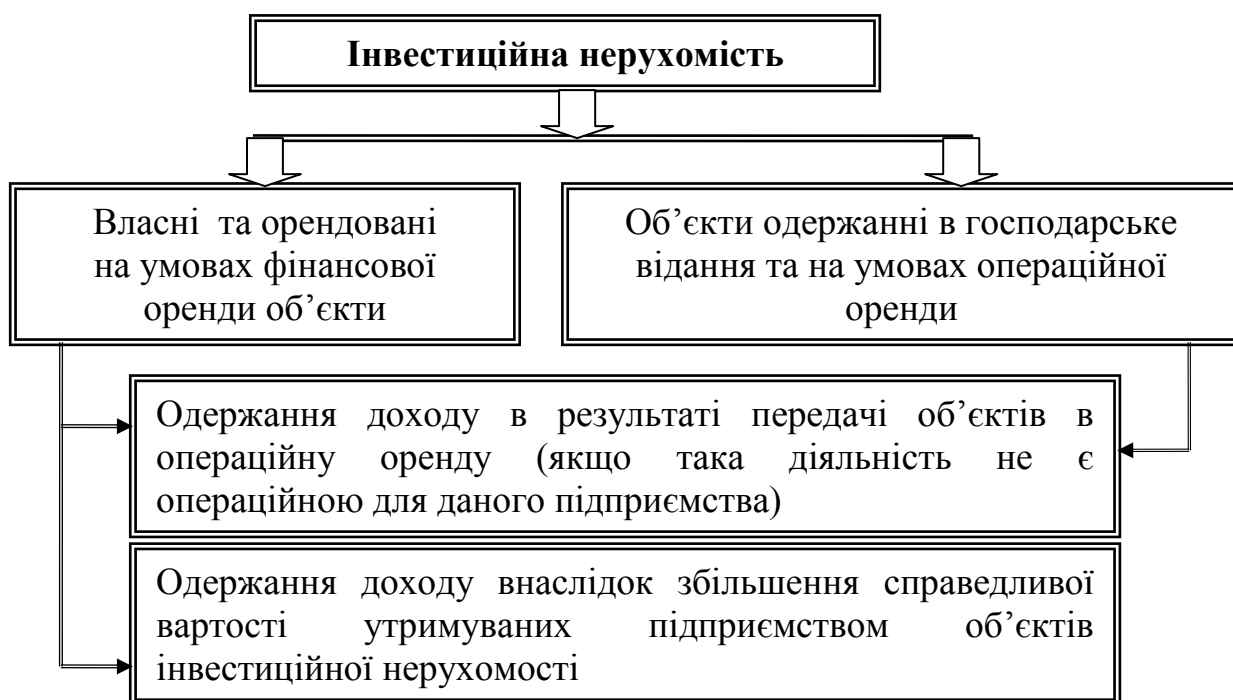 Інвестиційна нерухомість
Власні та орендовані
на умовах фінансової
оренди об’єкти
Об’єкти одержанні в господарське
відання та на умовах операційної
оренди
Одержання доходу в результаті передачі об’єктів в
операційну оренду (якщо така діяльність не є
операційною для даного підприємства)
Одержання доходу внаслідок збільшення справедливої
вартості утримуваних підприємством об’єктів
інвестиційної нерухомості